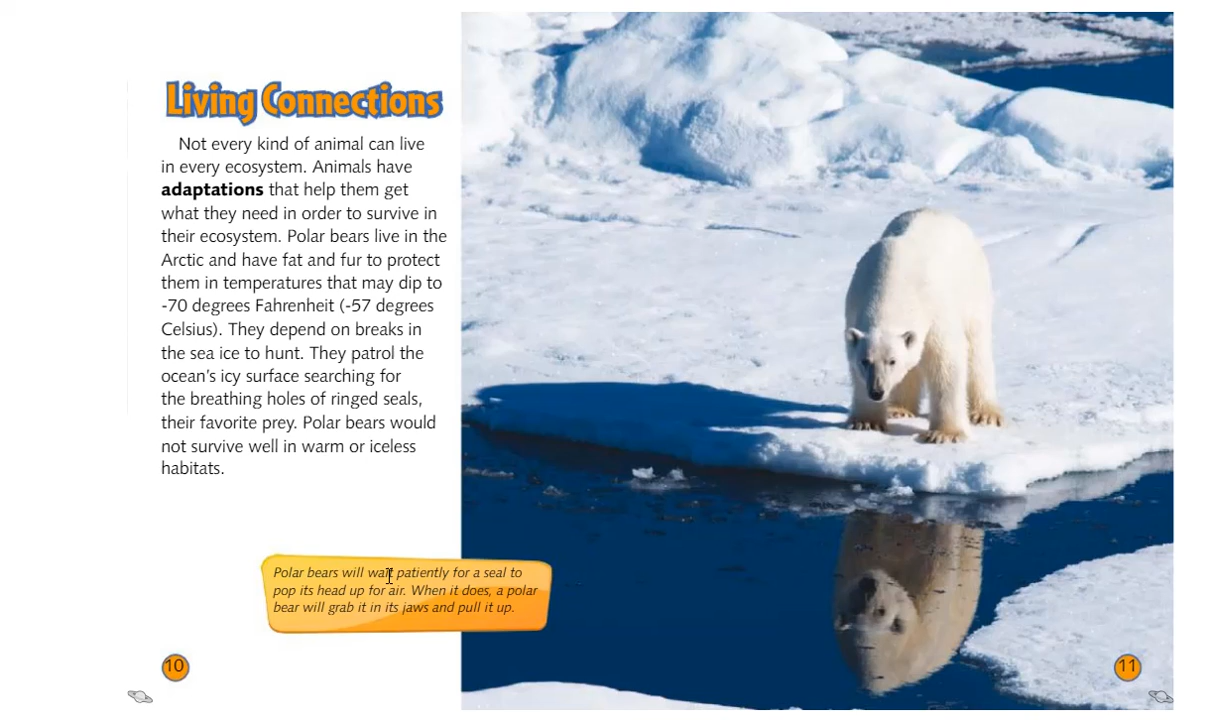 Living Connections
Not every kind of animal can live
in every ecosystem. Animals have
adaptations that help them get
what they need in order to survive in
their ecosystem. Polar bears live in the
Arctic and have fat and fur to protect
them in temperatures that may dip to
-70 degrees Fahrenheit (-57 degrees
Celsius). They depend on breaks in
the sea ice to hunt. They patrol the
ocean's icy surface searching for
the breathing holes of ringed seals,
their favorite prey. Polar bears would
not survive well in warm or iceless
habitats.
Polar bears will wait patiently for a seal to
pop its head up for air. When it does, a polar
bear will grab it in its jaws and pull it up.
10
11